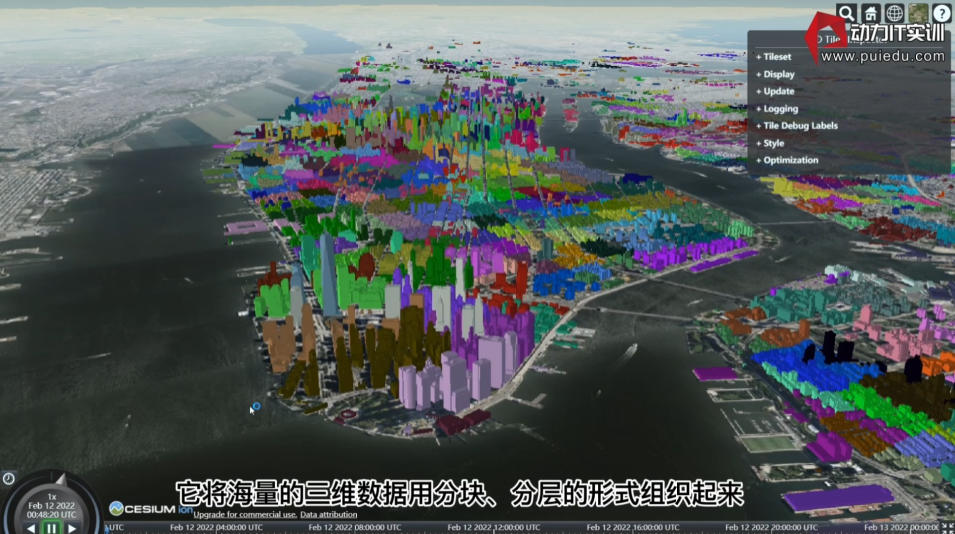 动力IT实训
www.puiedu.com
+ Tileset
+ Display
+ Update
+ Logging
+ Tile Debug Labels
+ Style
+ Optimization
它将海量的三维数据用分块、分层的形式组织起来
1x
Feb 12 2022
00:48:20 UTC
CESIUM ion
Upgrade for commercial use. Data attribution
UTC
Feb 12 2022 04:00:00 UTC
Feb 12 2022 08:00:00 UTC
Feb 12 2022 12:00:00 UTC
Feb 12 2022 16:00:00 UTC
Feb 12 2022 20:00:00 UTC
Feb 13 2022 00:00:00